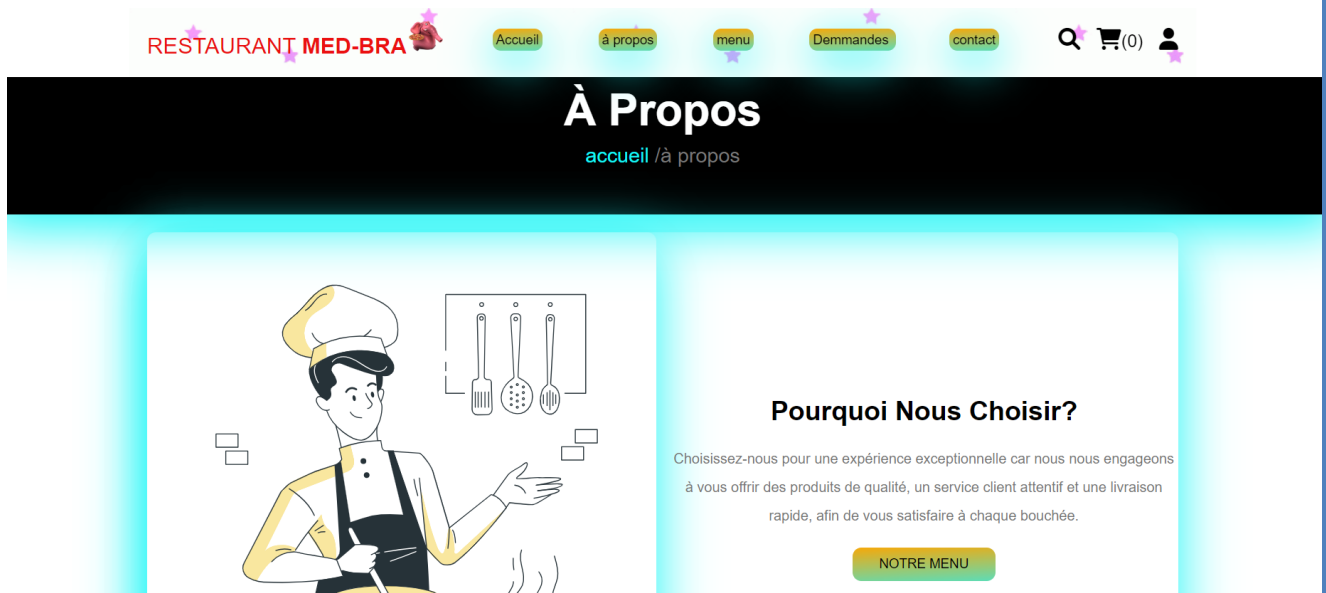 RESTAURANT MED-BRA Accueil à propos menu Demmandes contact (0)
À Propos
accueil /à propos
Pourquoi Nous Choisir?
Choisissez-nous pour une expérience exceptionnelle car nous nous engageons
à vous offrir des produits de qualité, un service client attentif et une livraison
rapide, afin de vous satisfaire à chaque bouchée.
NOTRE MENU